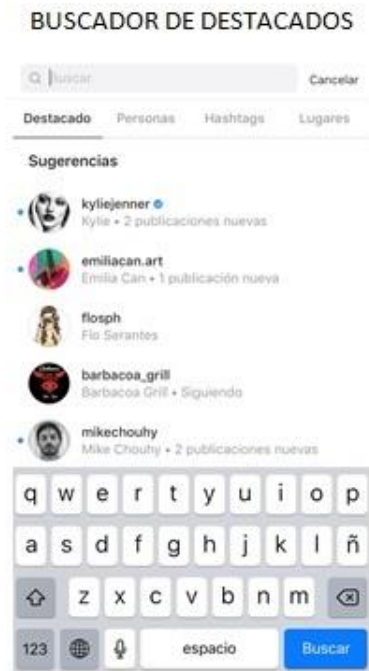 BUSCADOR DE DESTACADOS
Buscar
Cancelar
Destacado Personas Hashtags Lugares
Sugerencias
kyliejenner
Kylie • 2 publicaciones nuevas
emiliacan.art
Emilia Can • 1 publicación nueva
flosph
Flo Serantes
barbacoa_grill
Barbacoa Grill • Siguiendo
mikechouhy
Mike Chouhy • 2 publicaciones nuevas
q w e r t y u i o p
a s d f g h j k l ñ
z x c v b n m
123 espacio Buscar